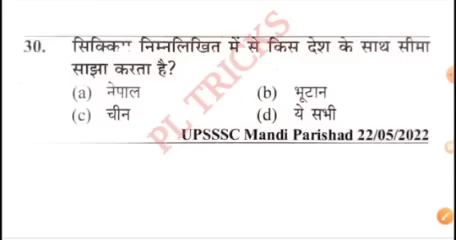 30. सिक्किम निम्नलिखित में से किस देश के साथ सीमा
साझा करता है?
(a) नेपाल (b) भूटान
(c) चीन (d) ये सभी
UPSSSC Mandi Parishad 22/05/2022
PL TRICKS